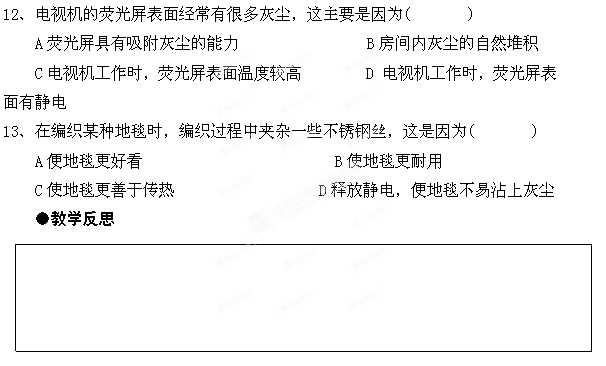 12、电视机的荧光屏表面经常有很多灰尘，这主要是因为(　　)
A荧光屏具有吸附灰尘的能力　　B房间内灰尘的自然堆积
C电视机工作时，荧光屏表面温度较高　　D 电视机工作时，荧光屏表
面有静电
13、在编织某种地毯时，编织过程中夹杂一些不锈钢丝，这是因为(　　)
A使地毯更好看　　B使地毯更耐用
C使地毯更善于传热　　D释放静电，使地毯不易沾上灰尘
●教学反思